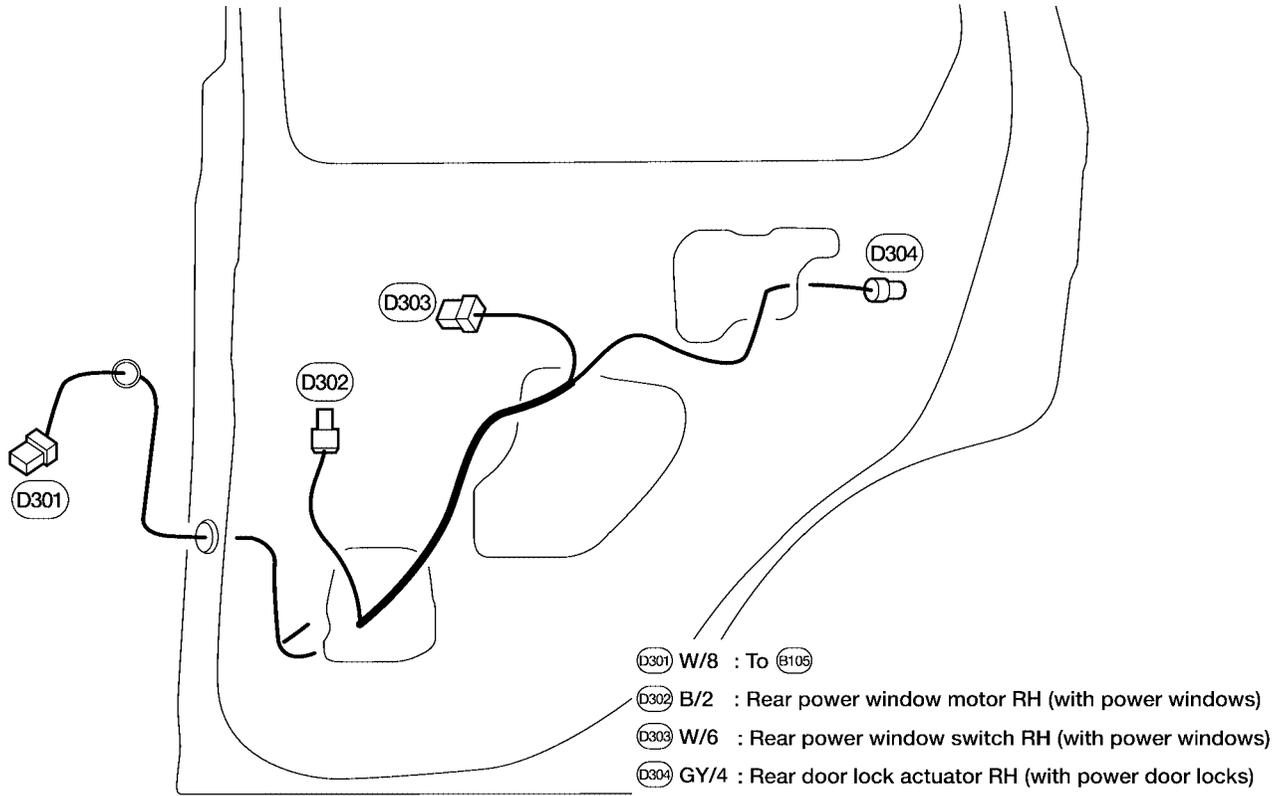 D304
D303
D302
D301
D301 W/8 : To B105
D302 B/2 : Rear power window motor RH (with power windows)
D303 W/6 : Rear power window switch RH (with power windows)
D304 GY/4 : Rear door lock actuator RH (with power door locks)